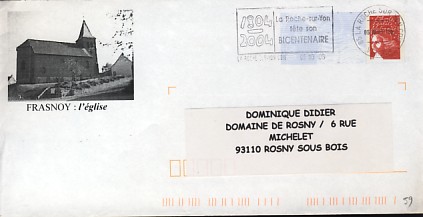 1804
2004
La Roche-sur-Yon
fête son
BICENTENAIRE
FRASNOY : l'église
DOMINIQUE DIDIER
DOMAINE DE ROSNY / 6 RUE
MICHELET
93110 ROSNY SOUS BOIS
59